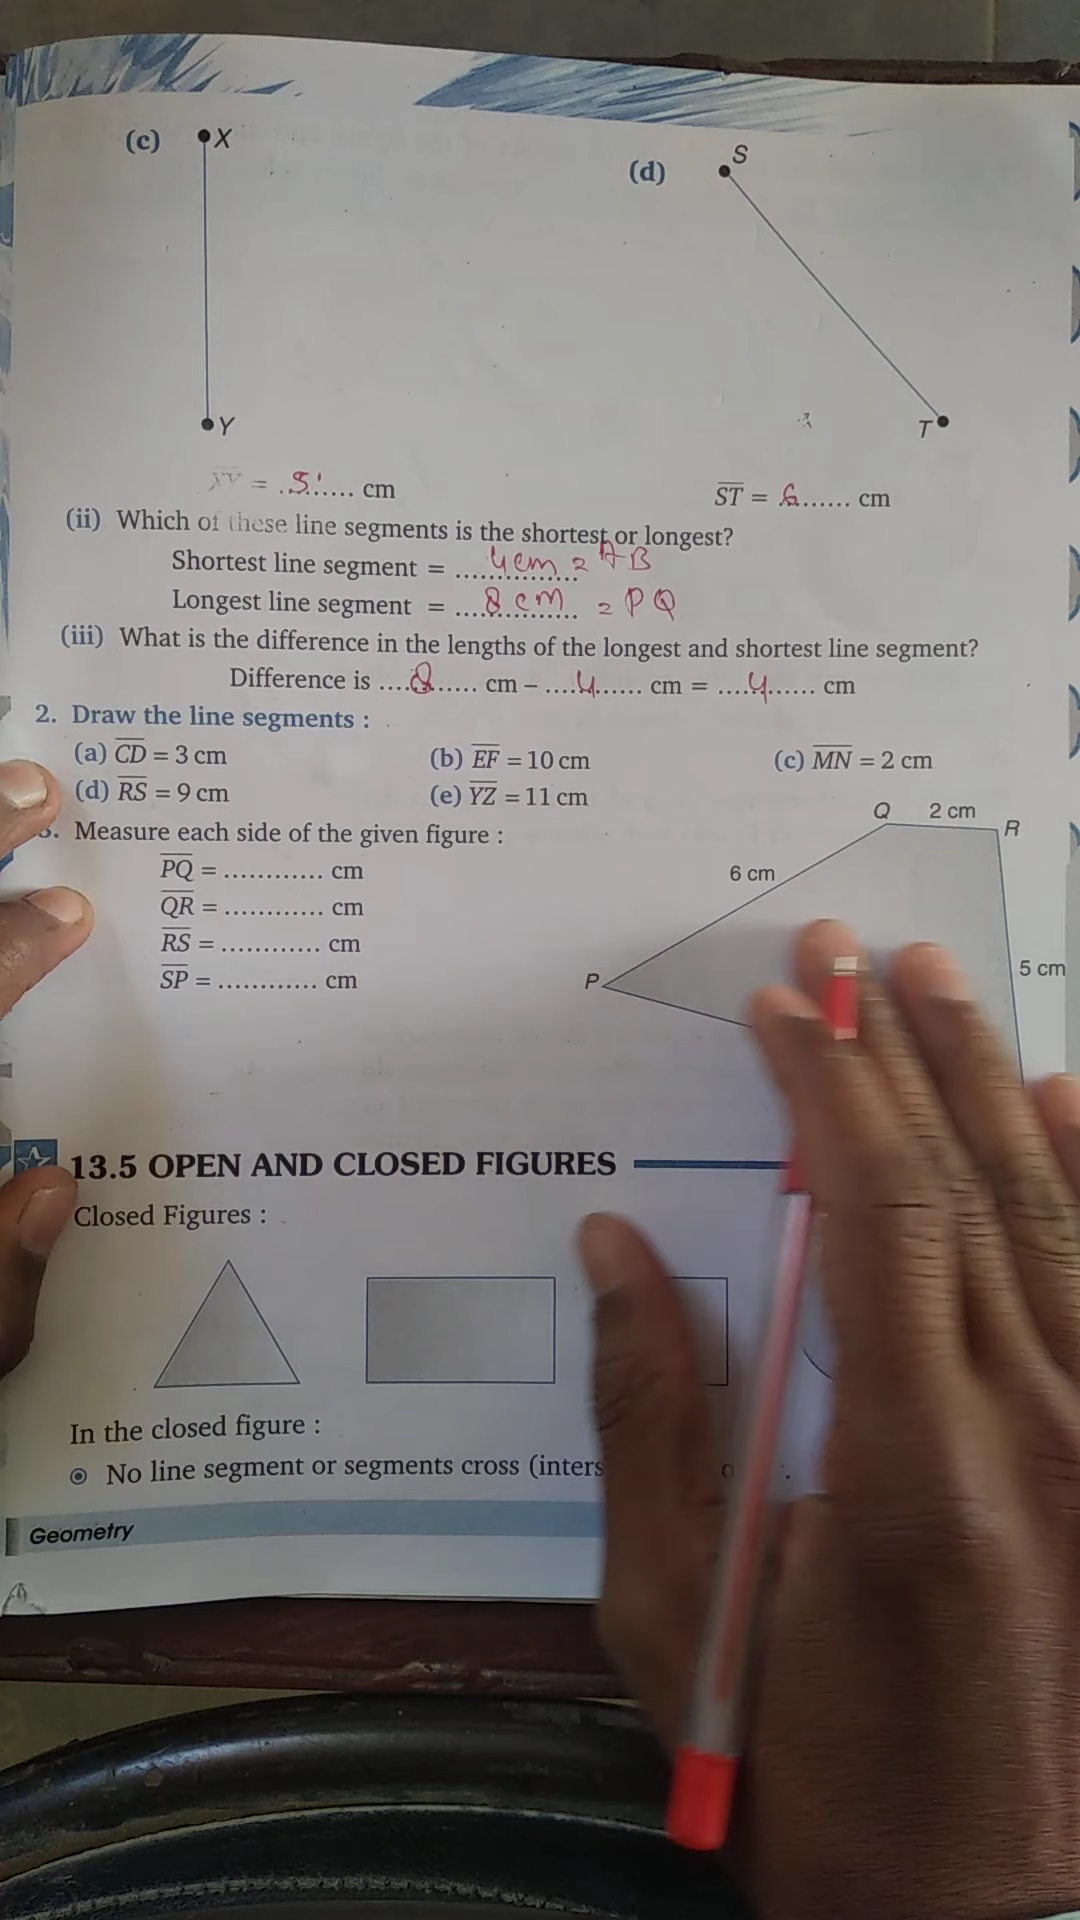 (c) X
(d) S
Y
T
XY = 5 cm
ST = 6 cm
(ii) Which of these line segments is the shortest or longest?
Shortest line segment = 4cm = AB
Longest line segment = 8 cm = PQ
(iii) What is the difference in the lengths of the longest and shortest line segment?
Difference is ....8...... cm – ....4...... cm = ....4...... cm
2. Draw the line segments :
(a) CD = 3 cm (b) EF = 10 cm (c) MN = 2 cm
(d) RS = 9 cm (e) YZ = 11 cm
Q 2 cm R
3. Measure each side of the given figure :
PQ = ............ cm
6 cm
QR = ............ cm
RS = ............ cm
5 cm
SP = ............ cm
P
13.5 OPEN AND CLOSED FIGURES
Closed Figures :
In the closed figure :
No line segment or segments cross (inters
Geometry